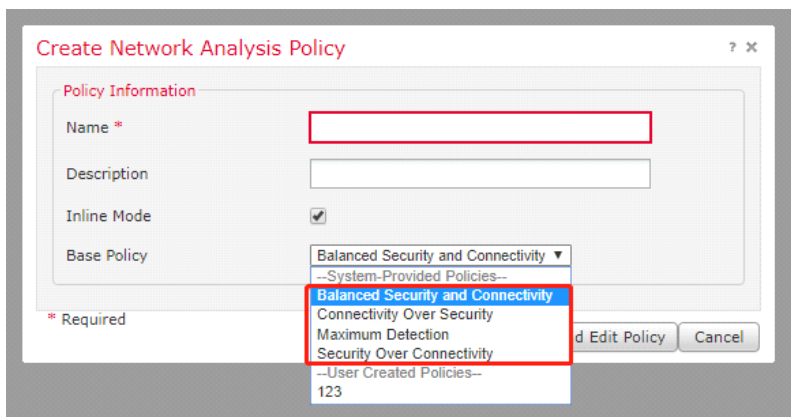 Create Network Analysis Policy ? ×
Policy Information
Name *
Description
Inline Mode
Base Policy Balanced Security and Connectivity ▼
--System-Provided Policies--
Balanced Security and Connectivity
Connectivity Over Security
Maximum Detection
Security Over Connectivity
--User Created Policies--
123
* Required
d Edit Policy Cancel